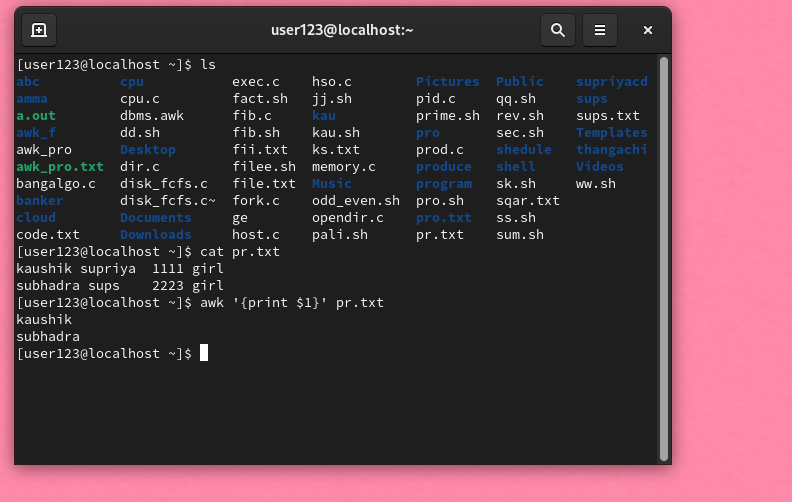 user123@localhost:~
[user123@localhost ~]$ ls
abc cpu exec.c hso.c Pictures Public supriyacd
amma cpu.c fact.sh jj.sh pid.c qq.sh sups
a.out dbms.awk fib.c kau prime.sh rev.sh sups.txt
awk_f dd.sh fib.sh kau.sh pro sec.sh Templates
awk_pro Desktop fii.txt ks.txt prod.c shedule thangachi
awk_pro.txt dir.c filee.sh memory.c produce shell Videos
bangalgo.c disk_fcfs.c file.txt Music program sk.sh ww.sh
banker disk_fcfs.c~ fork.c odd_even.sh pro.sh sqar.txt
cloud Documents ge opendir.c pro.txt ss.sh
code.txt Downloads host.c pali.sh pr.txt sum.sh
[user123@localhost ~]$ cat pr.txt
kaushik supriya  1111 girl
subhadra sups    2223 girl
[user123@localhost ~]$ awk '{print $1}' pr.txt
kaushik
subhadra
[user123@localhost ~]$